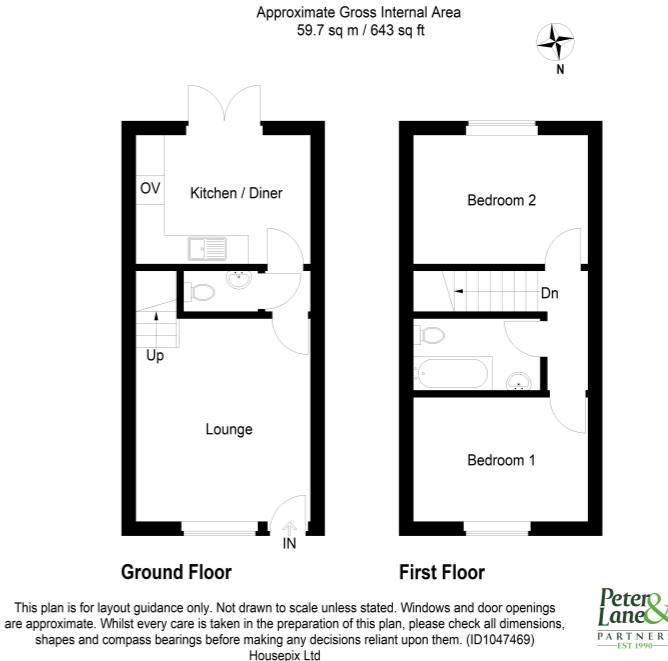 Approximate Gross Internal Area
59.7 sq m / 643 sq ft
N
OV
Kitchen / Diner
Up
Lounge
IN
Ground Floor
Bedroom 2
Dn
Bedroom 1
First Floor
This plan is for layout guidance only. Not drawn to scale unless stated. Windows and door openings
are approximate. Whilst every care is taken in the preparation of this plan, please check all dimensions,
shapes and compass bearings before making any decisions reliant upon them. (ID1047469)
Housepix Ltd
Peter
Lane&
PARTNER
EST 1990